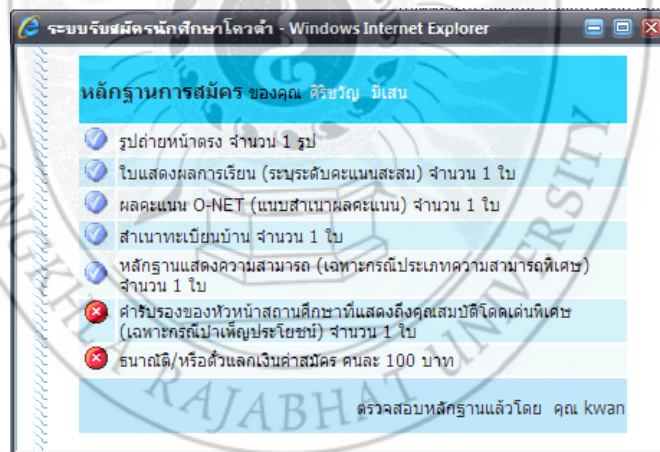 ระบบรับสมัครนักศึกษาโควต้า - Windows Internet Explorer
หลักฐานการสมัคร ของคุณ ศิริขวัญ มีเสน
รูปถ่ายหน้าตรง จำนวน 1 รูป
ใบแสดงผลการเรียน (ระบุระดับคะแนนสะสม) จำนวน 1 ใบ
ผลคะแนน O-NET (แนบสำเนาผลคะแนน) จำนวน 1 ใบ
สำเนาทะเบียนบ้าน จำนวน 1 ใบ
หลักฐานแสดงความสามารถ (เฉพาะกรณีประเภทความสามารถพิเศษ)
จำนวน 1 ใบ
คำรับรองของหัวหน้าสถานศึกษาที่แสดงถึงคุณสมบัติโดดเด่นพิเศษ
(เฉพาะกรณีบำเพ็ญประโยชน์) จำนวน 1 ใบ
ธนาณัติ/หรือตั๋วแลกเงินค่าสมัคร คนละ 100 บาท
ตรวจสอบหลักฐานแล้วโดย คุณ kwan
SONGKHLA RAJABHAT UNIVERSITY